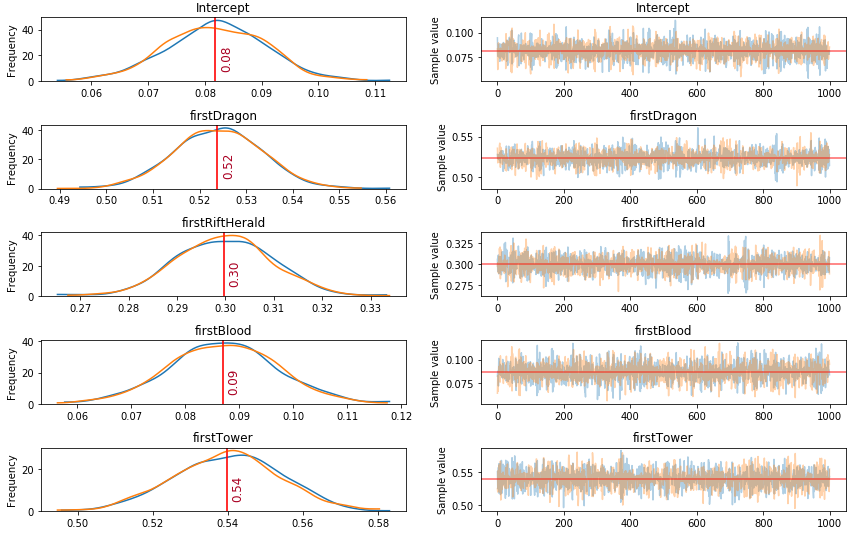 Intercept
Frequency
40
20
0
0.08
0.06 0.07 0.08 0.09 0.10 0.11
Intercept
Sample value
0.100
0.075
0 200 400 600 800 1000
firstDragon
Frequency
40
20
0
0.52
0.49 0.50 0.51 0.52 0.53 0.54 0.55 0.56
firstDragon
Sample value
0.55
0.50
0 200 400 600 800 1000
firstRiftHerald
Frequency
40
20
0
0.30
0.27 0.28 0.29 0.30 0.31 0.32 0.33
firstRiftHerald
Sample value
0.325
0.300
0.275
0 200 400 600 800 1000
firstBlood
Frequency
40
20
0
0.09
0.06 0.07 0.08 0.09 0.10 0.11 0.12
firstBlood
Sample value
0.100
0.075
0 200 400 600 800 1000
firstTower
Frequency
20
0
0.54
0.50 0.52 0.54 0.56 0.58
firstTower
Sample value
0.55
0.50
0 200 400 600 800 1000